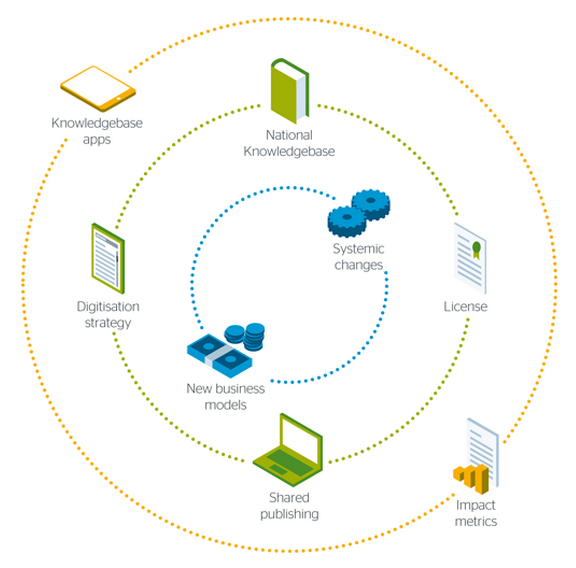 Knowledgebase
apps
National
Knowledgebase
Systemic
changes
Digitisation
strategy
License
New business
models
Shared
publishing
Impact
metrics